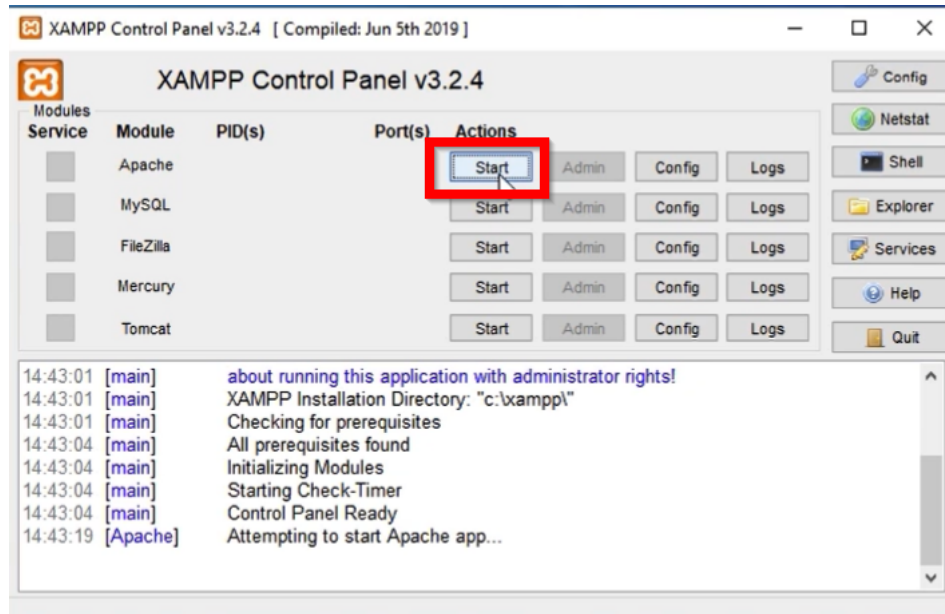 XAMPP Control Panel v3.2.4 [ Compiled: Jun 5th 2019 ]
XAMPP Control Panel v3.2.4
Config
Modules
Service Module PID(s) Port(s) Actions
Netstat
Apache Start Admin Config Logs
Shell
MySQL Start Admin Config Logs
Explorer
FileZilla Start Admin Config Logs
Services
Mercury Start Admin Config Logs
Help
Tomcat Start Admin Config Logs
Quit
14:43:01 [main] about running this application with administrator rights!
14:43:01 [main] XAMPP Installation Directory: "c:\xampp\"
14:43:01 [main] Checking for prerequisites
14:43:04 [main] All prerequisites found
14:43:04 [main] Initializing Modules
14:43:04 [main] Starting Check-Timer
14:43:04 [main] Control Panel Ready
14:43:19 [Apache] Attempting to start Apache app...